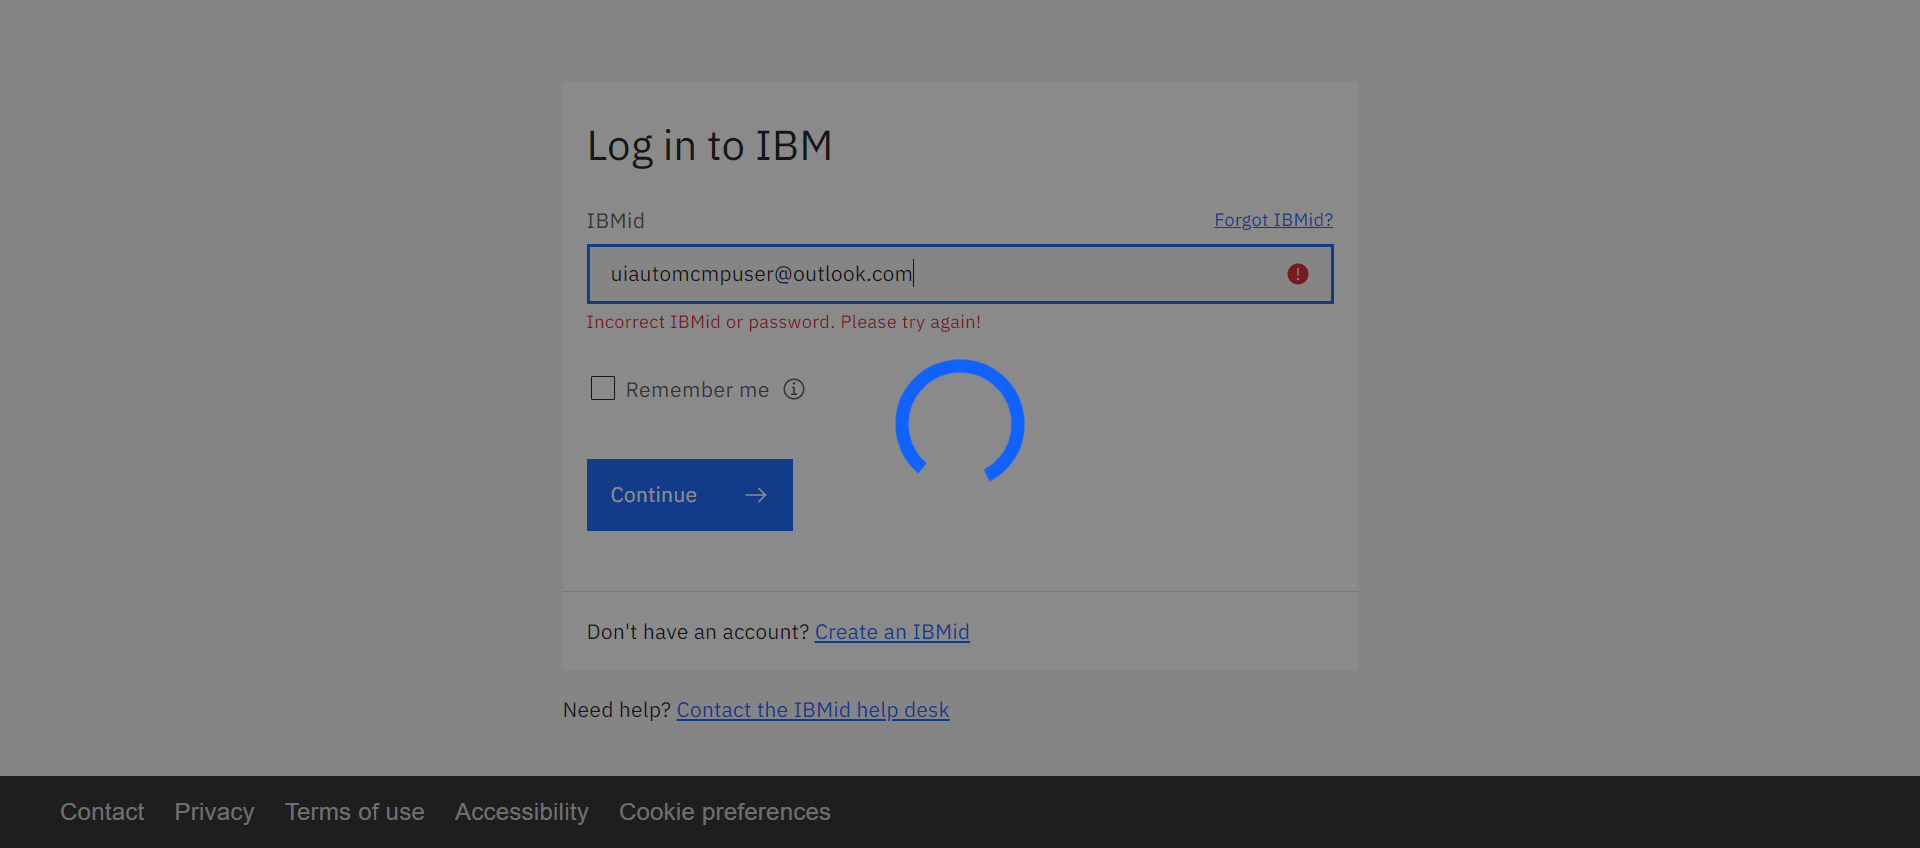 Log in to IBM
IBMid
Forgot IBMid?
uiautomcmpuser@outlook.com
Incorrect IBMid or password. Please try again!
Remember me
Continue
Don't have an account? Create an IBMid
Need help? Contact the IBMid help desk
Contact Privacy Terms of use Accessibility Cookie preferences